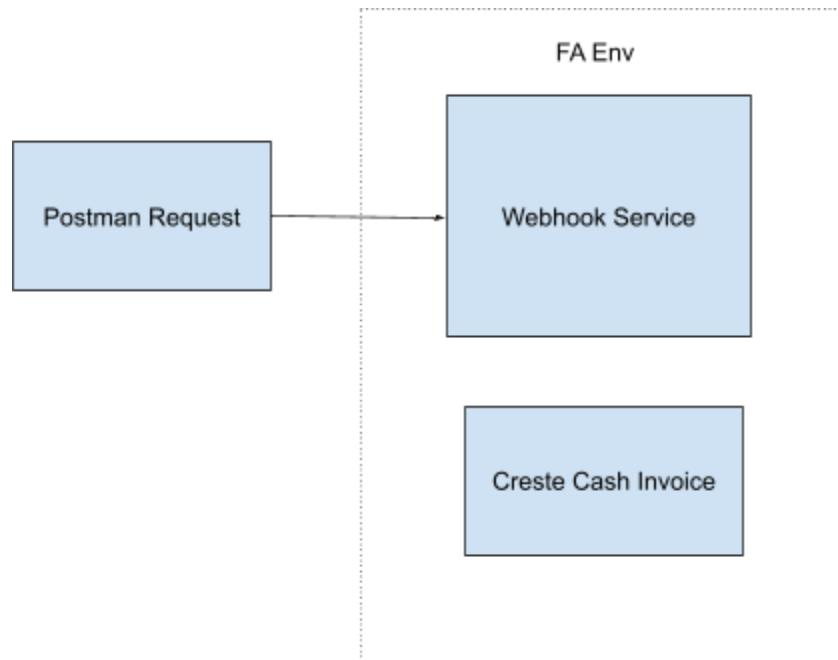 FA Env
Postman Request
Webhook Service
Creste Cash Invoice